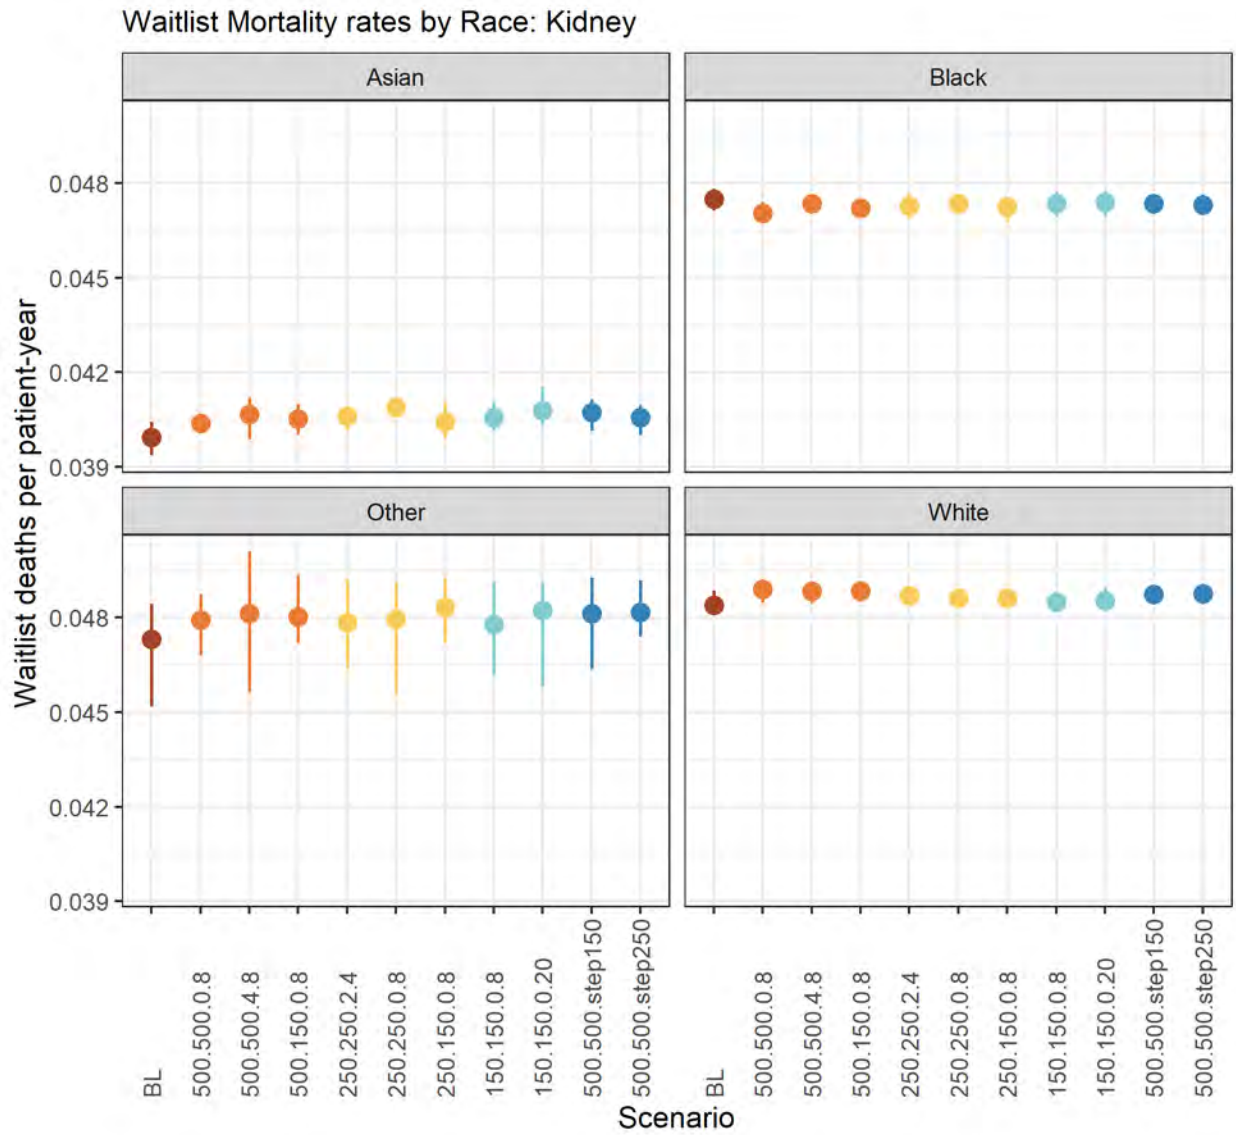 Waitlist Mortality rates by Race: Kidney
Asian
Black
0.048
0.045
0.042
0.039
Other
White
0.048
0.045
0.042
0.039
Waitlist deaths per patient-year
BL
500.500.0.8
500.500.4.8
500.150.0.8
250.250.2.4
250.250.0.8
250.150.0.8
150.150.0.8
150.150.0.20
500.500.step150
500.500.step250
BL
500.500.0.8
500.500.4.8
500.150.0.8
250.250.2.4
250.250.0.8
250.150.0.8
150.150.0.8
150.150.0.20
500.500.step150
500.500.step250
Scenario